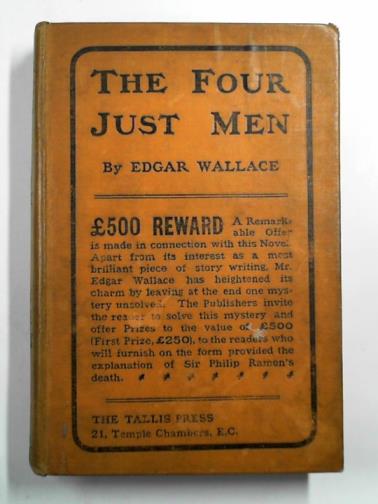 THE FOUR
JUST MEN
By EDGAR WALLACE
£500 REWARD A Remark-
able Offer
is made in connection with this Novel.
Apart from its interest as a most
brilliant piece of story writing, Mr.
Edgar Wallace has heightened its
charm by leaving at the end one mys-
tery unsolved. The Publishers invite
the reader to solve this mystery and
offer Prizes to the value of £500
(First Prize, £250), to the readers who
will furnish on the form provided the
explanation of Sir Philip Ramon's
death.
THE TALLIS PRESS
21, Temple Chambers, E.C.